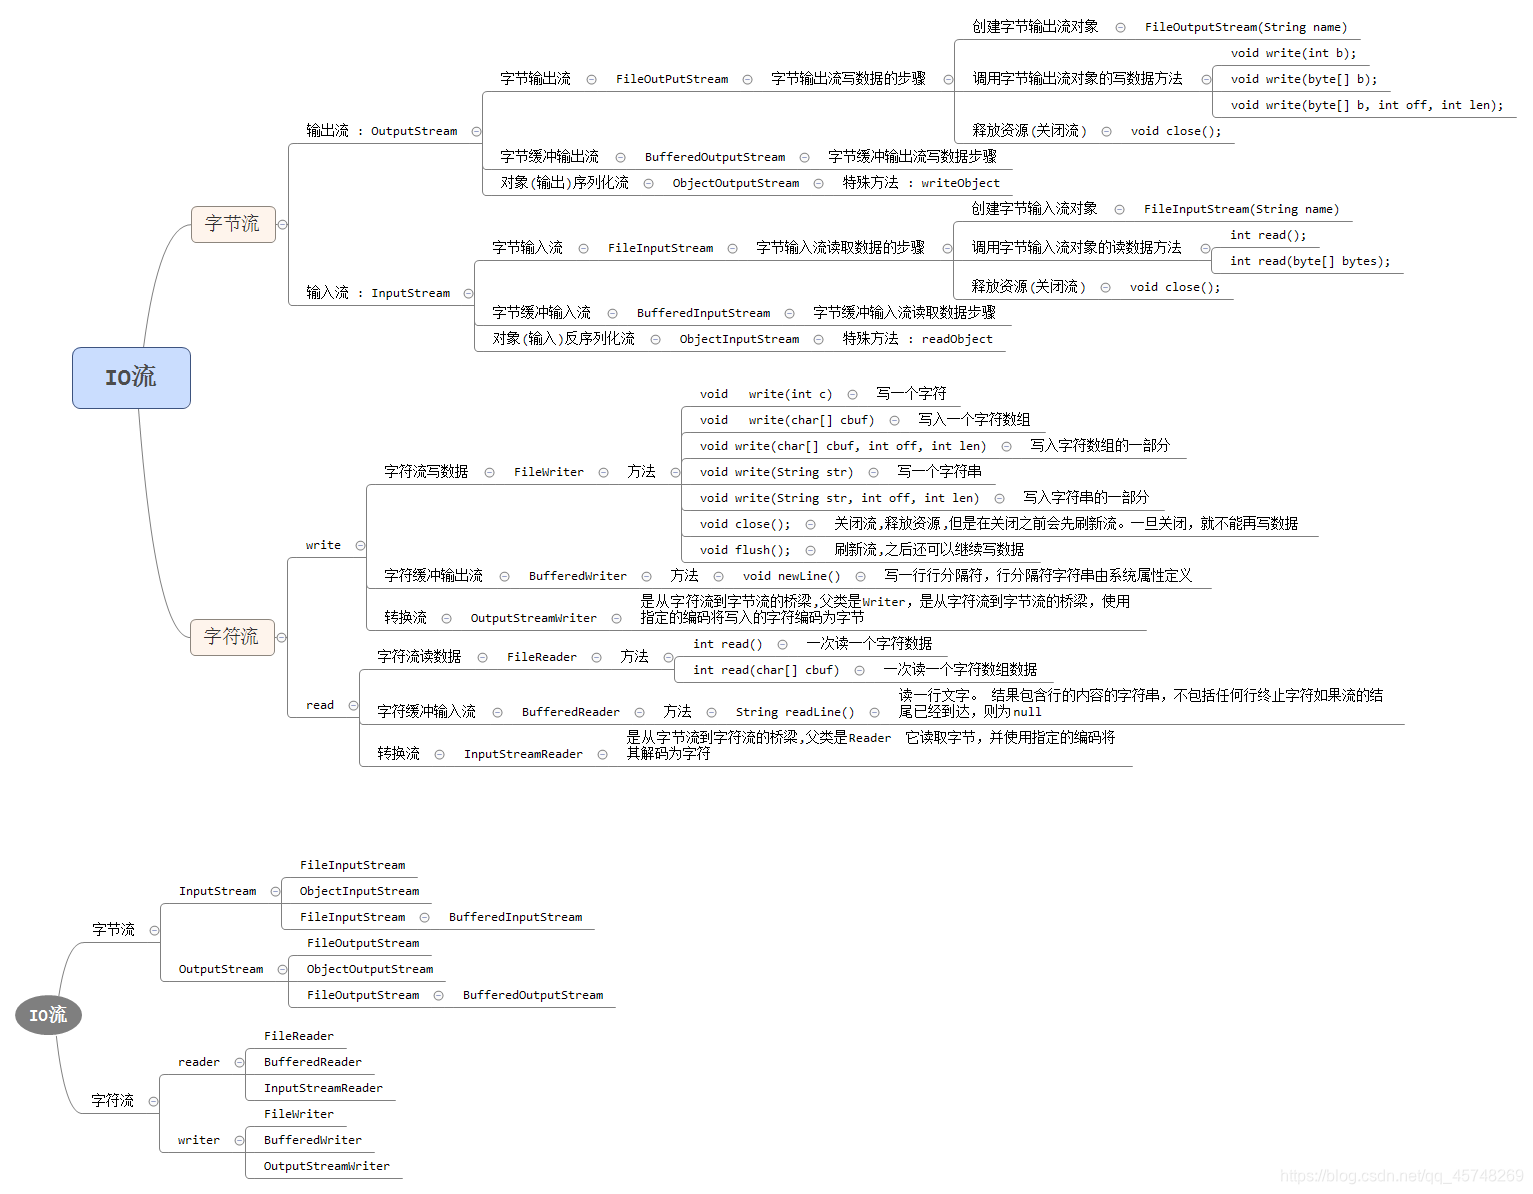 创建字节输出流对象 FileOutputStream(String name)
void write(int b);
字节输出流 FileOutPutStream 字节输出流写数据的步骤 调用字节输出流对象的写数据方法 void write(byte[] b);
void write(byte[] b, int off, int len);
输出流 : OutputStream 释放资源(关闭流) void close();
字节缓冲输出流 BufferedOutputStream 字节缓冲输出流写数据步骤
对象(输出)序列化流 ObjectOutputStream 特殊方法 : writeObject
创建字节输入流对象 FileInputStream(String name)
字节流
int read();
字节输入流 FileInputStream 字节输入流读取数据的步骤 调用字节输入流对象的读数据方法
int read(byte[] bytes);
输入流 : InputStream 释放资源(关闭流) void close();
字节缓冲输入流 BufferedInputStream 字节缓冲输入流读取数据步骤
对象(输入)反序列化流 ObjectInputStream 特殊方法 : readObject
IO流
void write(int c) 写一个字符
void write(char[] cbuf) 写入一个字符数组
void write(char[] cbuf, int off, int len) 写入字符数组的一部分
字符流写数据 FileWriter 方法 void write(String str) 写一个字符串
void write(String str, int off, int len) 写入字符串的一部分
void close(); 关闭流,释放资源,但是在关闭之前会先刷新流。一旦关闭，就不能再写数据
write void flush(); 刷新流,之后还可以继续写数据
字符缓冲输出流 BufferedWriter 方法 void newLine() 写一行行分隔符，行分隔符字符串由系统属性定义
是从字符流到字节流的桥梁,父类是Writer，是从字符流到字节流的桥梁，使用
转换流 OutputStreamWriter 指定的编码将写入的字符编码为字节
字符流
int read() 一次读一个字符数据
字符流读数据 FileReader 方法
int read(char[] cbuf) 一次读一个字符数组数据
read
读一行文字。 结果包含行的内容的字符串，不包括任何行终止字符如果流的结
字符缓冲输入流 BufferedReader 方法 String readLine() 尾已经到达，则为null
是从字节流到字符流的桥梁,父类是Reader 它读取字节，并使用指定的编码将
转换流 InputStreamReader 其解码为字符
FileInputStream
InputStream ObjectInputStream
FileInputStream BufferedInputStream
字节流
FileOutputStream
OutputStream ObjectOutputStream
FileOutputStream BufferedOutputStream
IO流
FileReader
reader BufferedReader
InputStreamReader
字符流
FileWriter
writer BufferedWriter
OutputStreamWriter
https://blog.csdn.net/qq_45748269